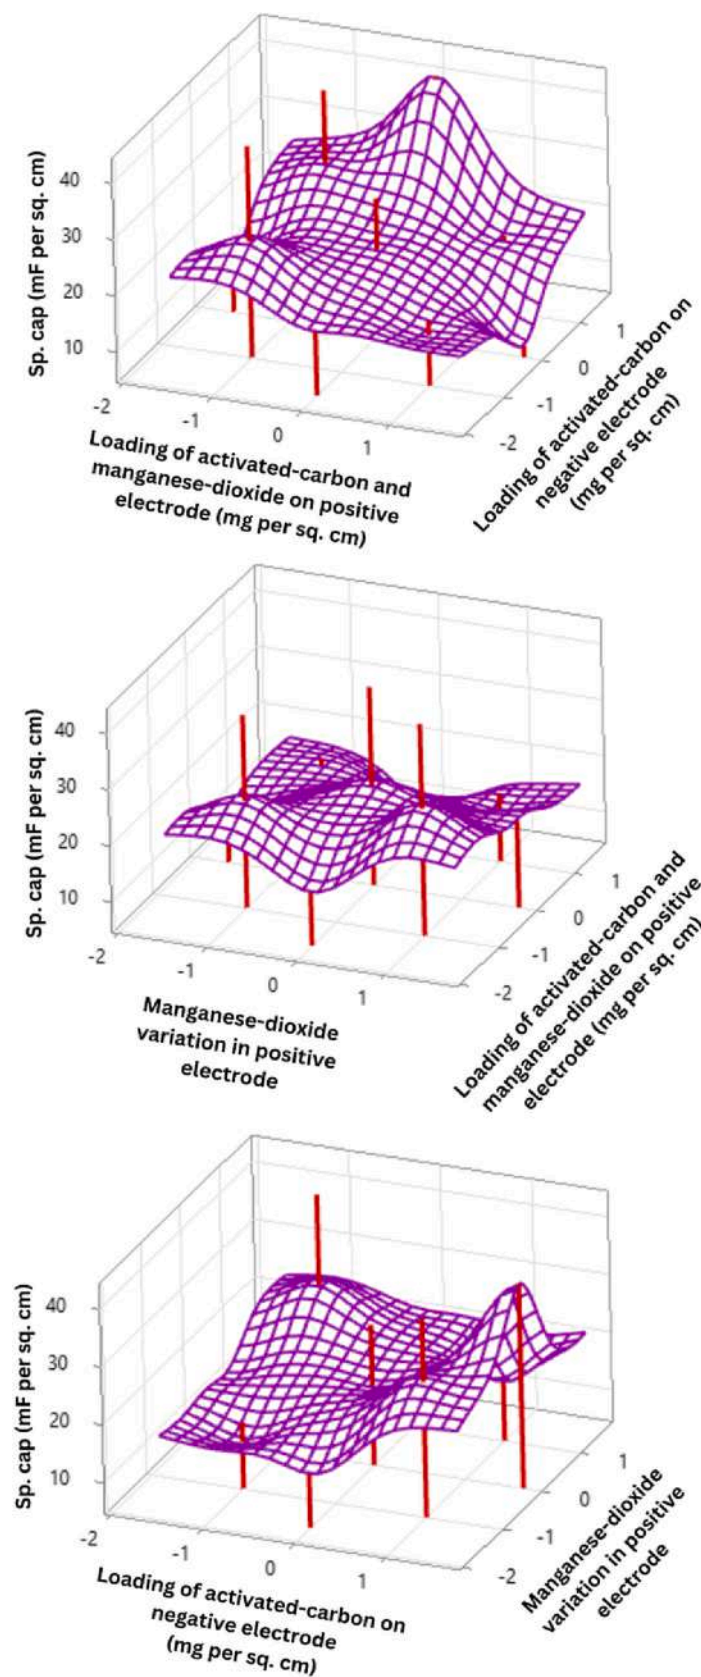 Sp. cap (mF per sq. cm)
40
30
20
10
-2
-1
0
1
Loading of activated-carbon and
manganese-dioxide on positive
electrode (mg per sq. cm)
-2
-1
0
1
Loading of activated-carbon on
negative electrode
(mg per sq. cm)
Sp. cap (mF per sq. cm)
40
30
20
10
-2
-1
0
1
Manganese-dioxide
variation in positive
electrode
-2
-1
0
1
Loading of activated-carbon and
manganese-dioxide on positive
electrode (mg per sq. cm)
Sp. cap (mF per sq. cm)
40
30
20
10
-2
-1
0
1
Loading of activated-carbon on
negative electrode
(mg per sq. cm)
-2
-1
0
1
Manganese-dioxide
variation in positive
electrode